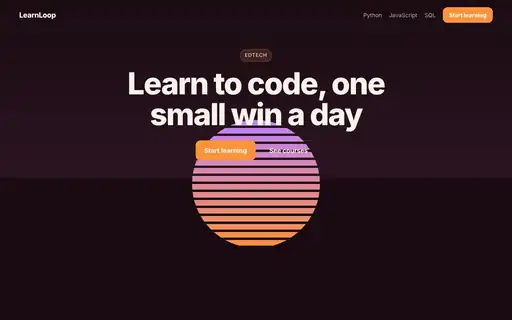 LearnLoop
Python JavaScript SQL Start learning
EDTECH
Learn to code, one
small win a day
Start learning See courses